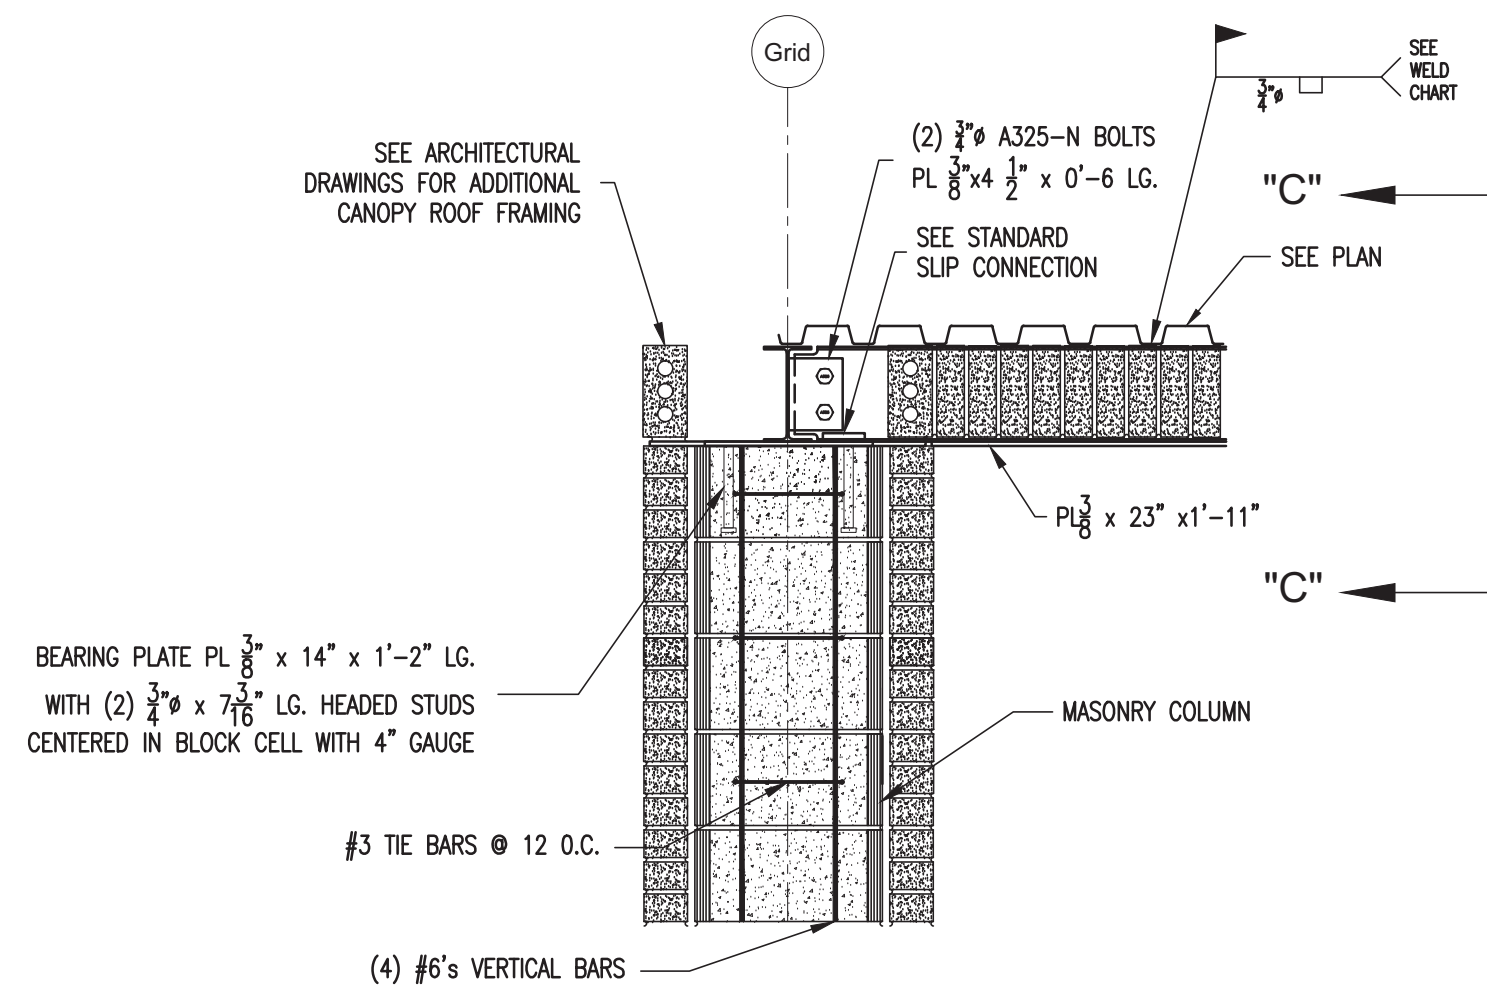 Grid
SEE
WELD
CHART
3/4"ø
(2) 3/4"ø A325-N BOLTS
PL 3/8"x4 1/2" x 0'-6 LG.
SEE ARCHITECTURAL
DRAWINGS FOR ADDITIONAL
CANOPY ROOF FRAMING
"C"
SEE STANDARD
SLIP CONNECTION
SEE PLAN
PL3/8 x 23" x1'-11"
"C"
BEARING PLATE PL 3/8" x 14" x 1'-2" LG.
WITH (2) 3/4"ø x 7 3/16" LG. HEADED STUDS
CENTERED IN BLOCK CELL WITH 4" GAUGE
MASONRY COLUMN
#3 TIE BARS @ 12 O.C.
(4) #6's VERTICAL BARS